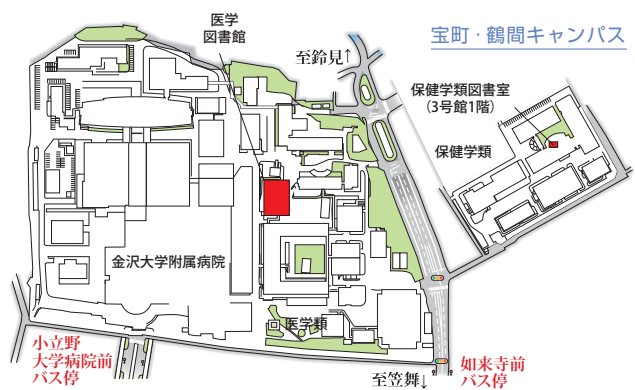 医学
図書館
至鈴見↑
宝町・鶴間キャンパス
保健学類図書室
（3号館1階）
保健学類
金沢大学附属病院
医学類
小立野
大学病院前
バス停
至笠舞↓
如来寺前
バス停